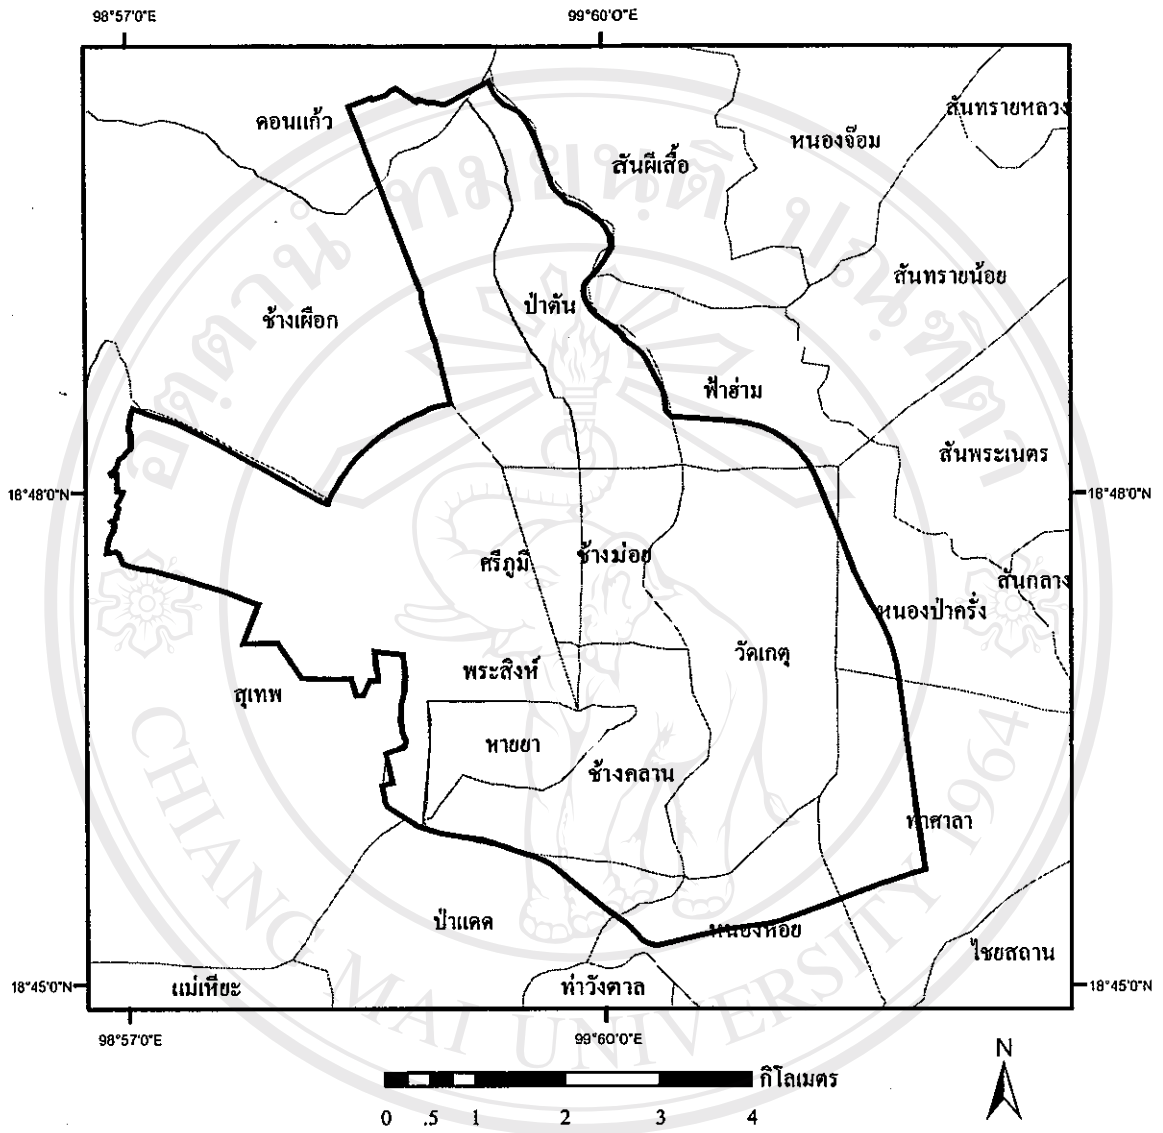 98°57'0"E 99°60'0"E
สันทรายหลวง
คอนแก้ว
หนองจ๊อม
สันผีเสื้อ
สันทรายน้อย
ป่าตัน
ช้างเผือก
ฟ้าฮ่าม
สันพระเนตร
18°48'0"N 18°48'0"N
ศรีภูมิ ช้างม่อย
สันกลาง
หนองป่าครั่ง
วัดเกตุ
พระสิงห์
สุเทพ
หายยา
ช้างคลาน
ท่าศาลา
ป่าแดด
หนองหอย
ไชยสถาน
18°45'0"N แม่เหียะ ท่าวังตาล 18°45'0"N
98°57'0"E 99°60'0"E
กิโลเมตร
0 .5 1 2 3 4
N
CHIANG MAI UNIVERSITY 1964